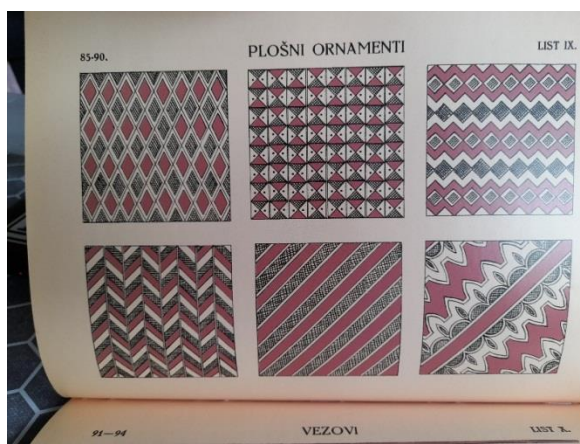 85-90.
PLOŠNI ORNAMENTI
LIST IX.
91—94
VEZOVI
LIST X.